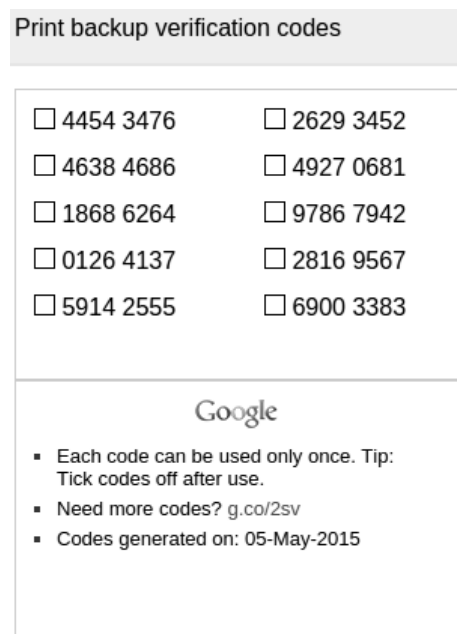 Print backup verification codes
4454 3476 2629 3452
4638 4686 4927 0681
1868 6264 9786 7942
0126 4137 2816 9567
5914 2555 6900 3383
Google
Each code can be used only once. Tip:
Tick codes off after use.
Need more codes? g.co/2sv
Codes generated on: 05-May-2015